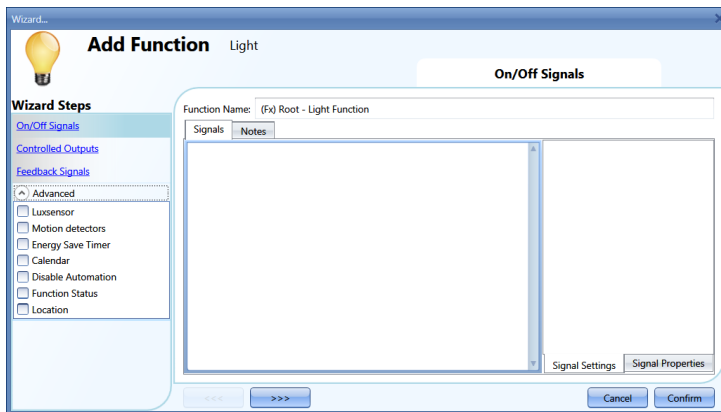 Wizard...
Add Function Light
On/Off Signals
Wizard Steps
On/Off Signals
Controlled Outputs
Feedback Signals
Advanced
Luxsensor
Motion detectors
Energy Save Timer
Calendar
Disable Automation
Function Status
Location
Function Name: (Fx) Root - Light Function
Signals Notes
Signal Settings Signal Properties
<<< >>> Cancel Confirm